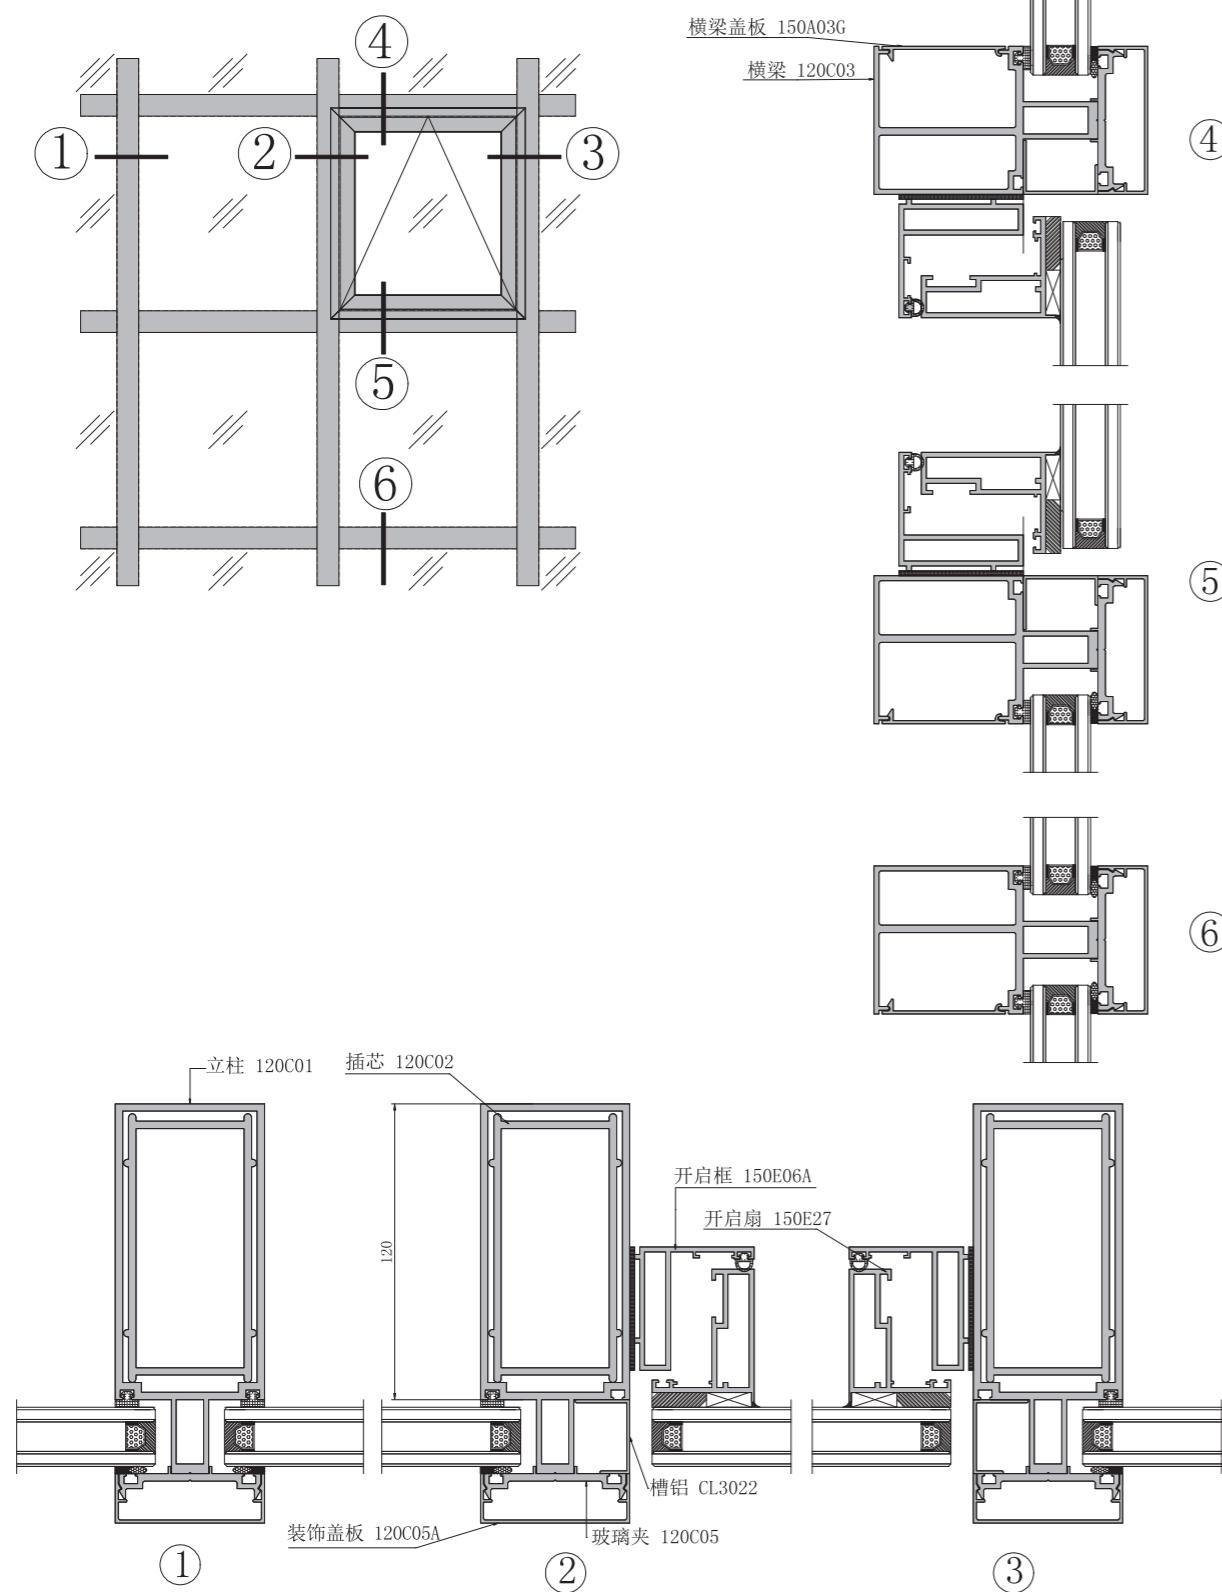 ④
①
②
③
⑤
⑥
横梁盖板 150A03G
横梁 120C03
④
⑤
⑥
立柱 120C01
插芯 120C02
120
开启框 150E06A
开启扇 150E27
槽铝 CL3022
装饰盖板 120C05A
玻璃夹 120C05
①
②
③